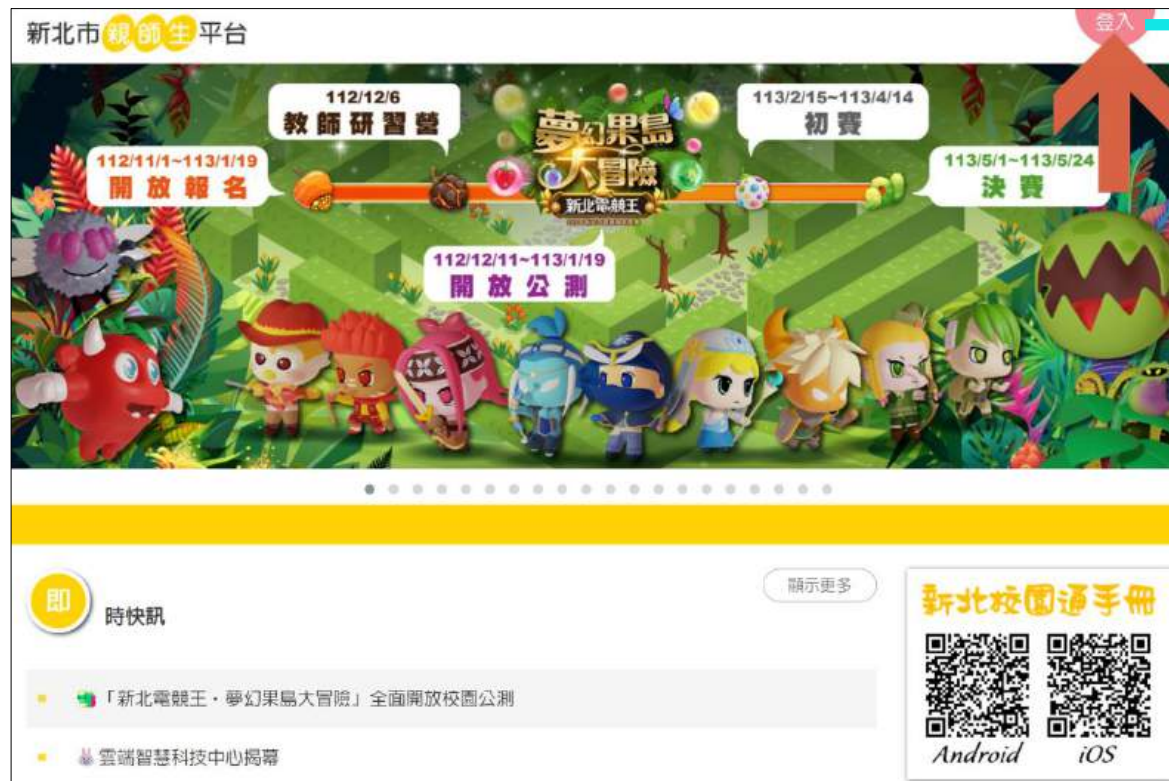 新北市親師生平台
登入
112/12/6
教師研習營
113/2/15~113/4/14
初賽
夢幻果島
大冒險
新北電競王
112/11/1~113/1/19
開放報名
113/5/1~113/5/24
決賽
112/12/11~113/1/19
開放公測
即時快訊
顯示更多
「新北電競王・夢幻果島大冒險」全面開放校園公測
雲端智慧科技中心揭幕
新北校園通手冊
Android
iOS